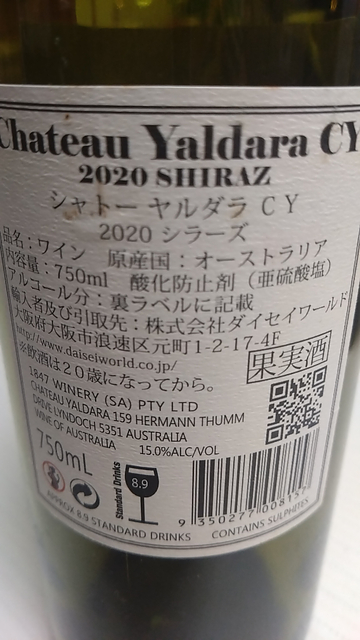 Chateau Yaldara CY
2020 SHIRAZ
シャトー ヤルダラ CY
2020 シラーズ
品名：ワイン 原産国：オーストラリア
内容量：750ml 酸化防止剤（亜硫酸塩）
アルコール分：裏ラベルに記載
輸入者及び引取先：株式会社ダイセイワールド
大阪府大阪市浪速区元町1-2-17-4F
http://www.daiseiworld.co.jp/
※飲酒は20歳になってから。
果実酒
1847 WINERY (SA) PTY LTD
CHATEAU YALDARA 159 HERMANN THUMM
DRIVE LYNDOCH 5351 AUSTRALIA
WINE OF AUSTRALIA 15.0%ALC/VOL
750mL
Standard Drinks
8.9
9 350277 008157
APPROX 8.9 STANDARD DRINKS CONTAINS SULPHITES